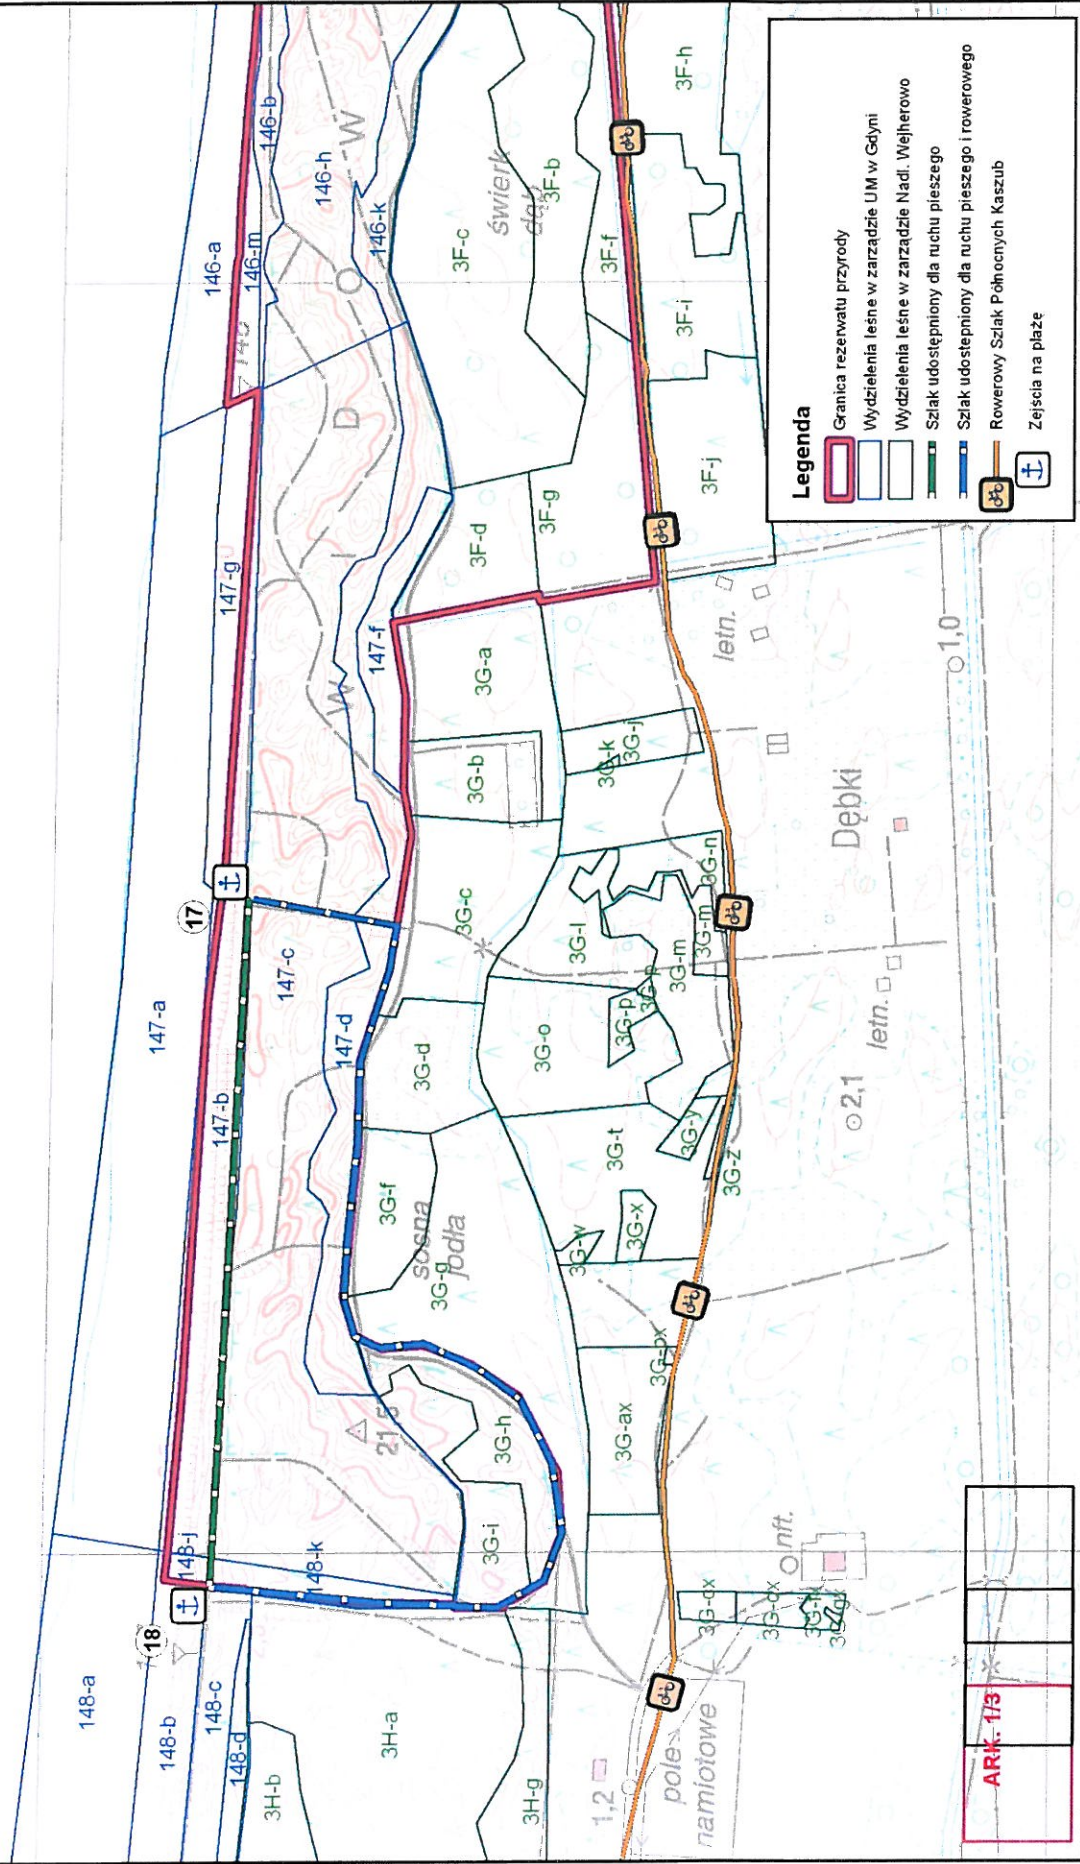 148-a
148-b
148-c
148-d
3H-b
3H-a
3H-g
18
148-j
148-k
147-a
147-b
17
147-c
147-d
147-g
147-f
146-a
146-m
146-b
146-h
146-k
W
I
D
O
W
21,5
3G-i
3G-h
3G-g
3G-f
sosna
jodła
3G-d
3G-c
3G-b
3G-a
3F-d
3F-g
3F-c
świerk
dąb
3F-b
3F-f
3F-h
3F-i
3F-j
3G-ax
3G-w
3G-x
3G-t
3G-y
3G-z
3G-o
3G-p
3G-l
3G-m
3G-m
3G-n
3G-k
3G-j
3G-cx
letn.
letn.
2,1
1,0
Dębki
nft.
1,2
pole
namiotowe
ARK. 1/3
Legenda
Granica rezerwatu przyrody
Wydzielenia leśne w zarządzie UM w Gdyni
Wydzielenia leśne w zarządzie Nadl. Wejherowo
Szlak udostępniony dla ruchu pieszego
Szlak udostepniony dla ruchu pieszego i rowerowego
Rowerowy Szlak Północnych Kaszub
Zejścia na plażę